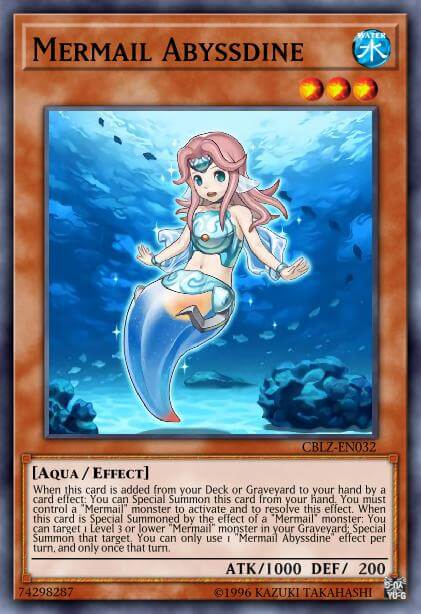 MERMAIL ABYSSDINE
WATER
水
CBLZ-EN032
[AQUA / EFFECT]
When this card is added from your Deck or Graveyard to your hand by a
card effect: You can Special Summon this card from your hand. You must
control a "Mermail" monster to activate and to resolve this effect. When
this card is Special Summoned by the effect of a "Mermail" monster: You
can target 1 Level 3 or lower "Mermail" monster in your Graveyard; Special
Summon that target. You can only use 1 "Mermail Abyssdine" effect per
turn, and only once that turn.
ATK/1000 DEF/ 200
74298287
©1996 KAZUKI TAKAHASHI